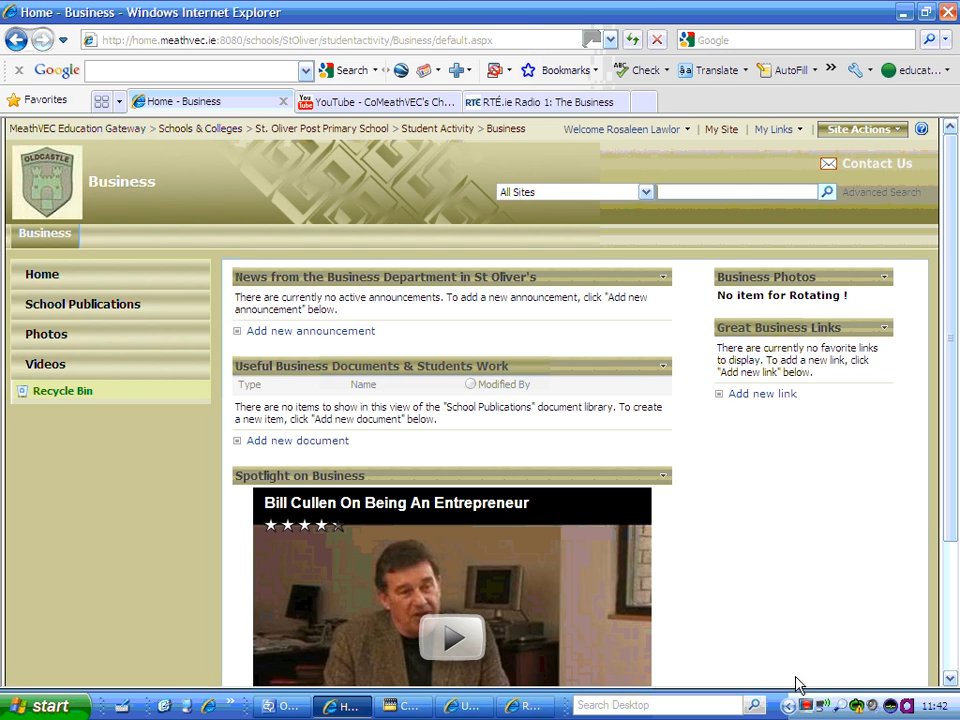 Home - Business - Windows Internet Explorer
http://home.meathvec.ie:8080/schools/StOliver/studentactivity/Business/default.aspx
Google
Google Search Bookmarks Check Translate AutoFill educat...
Favorites Home - Business YouTube - CoMeathVEC's Ch... RTÉ.ie Radio 1: The Business
MeathVEC Education Gateway > Schools & Colleges > St. Oliver Post Primary School > Student Activity > Business
Welcome Rosaleen Lawlor My Site My Links Site Actions
OLDCASTLE
Business
Contact Us
All Sites
Advanced Search
Business
Home
School Publications
Photos
Videos
Recycle Bin
News from the Business Department in St Oliver's
There are currently no active announcements. To add a new announcement, click "Add new
announcement" below.
Add new announcement
Useful Business Documents & Students Work
Type Name Modified By
There are no items to show in this view of the "School Publications" document library. To create
a new item, click "Add new document" below.
Add new document
Spotlight on Business
Bill Cullen On Being An Entrepreneur
Business Photos
No item for Rotating !
Great Business Links
There are currently no favorite links
to display. To add a new link, click
"Add new link" below.
Add new link
start O... H... C... U... R... Search Desktop 11:42